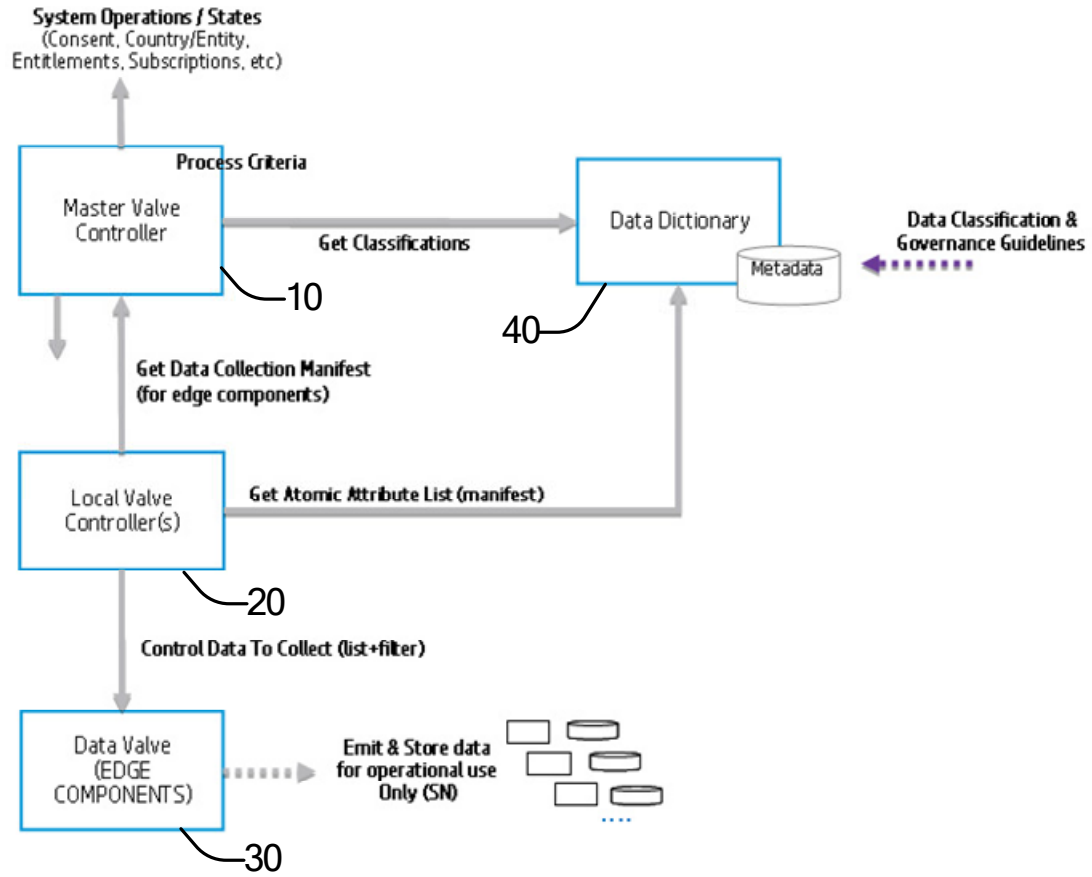 System Operations / States
(Consent, Country/Entity,
Entitlements, Subscriptions, etc)
Process Criteria
Master Valve
Controller
Get Classifications
10
Data Dictionary
Metadata
40
Data Classification &
Governance Guidelines
Get Data Collection Manifest
(for edge components)
Local Valve
Controller(s)
Get Atomic Attribute List (manifest)
20
Control Data To Collect (list+filter)
Data Valve
(EDGE
COMPONENTS)
30
Emit & Store data
for operational use
Only (SN)
....